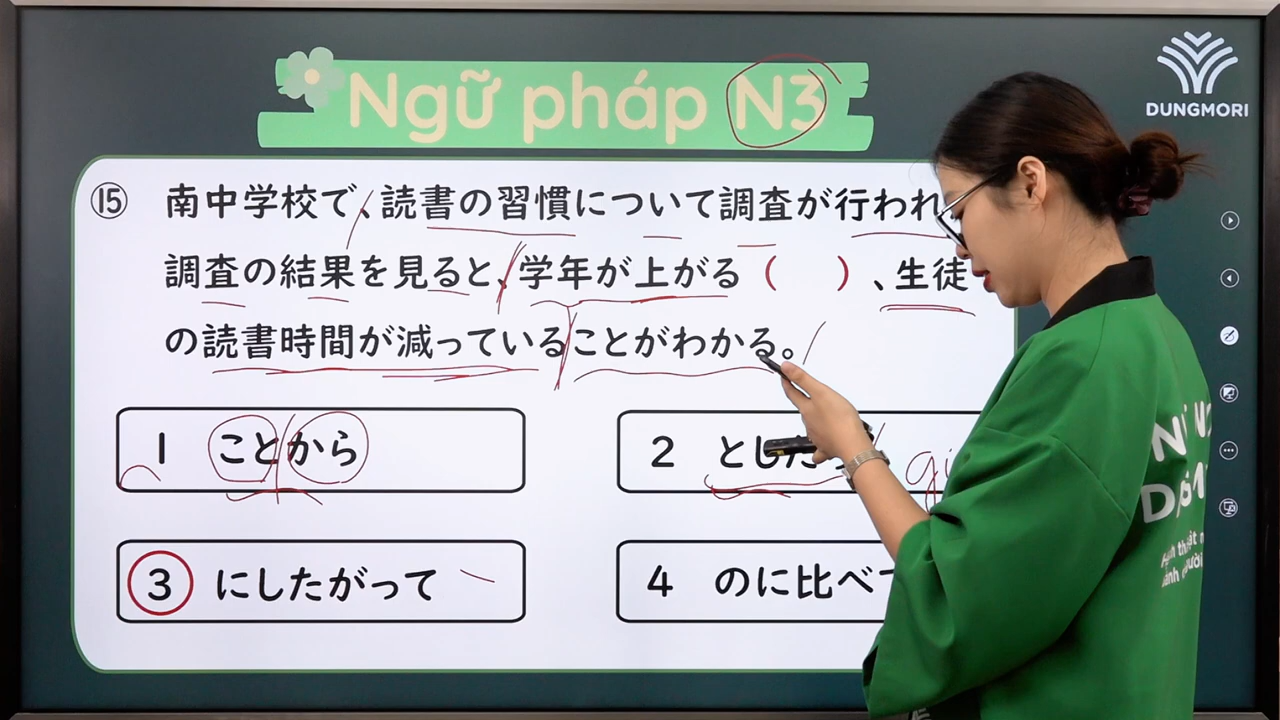 Ngữ pháp N3
DUNGMORI
⑮ 南中学校で、読書の習慣について調査が行われ
調査の結果を見ると、学年が上がる（ ）、生徒
の読書時間が減っていることがわかる。
1 ことから
2 とした
3 にしたがって
4 のに比べ